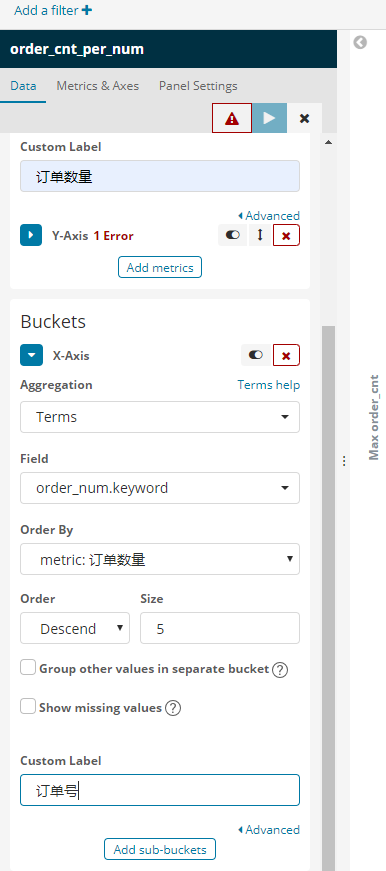 Add a filter +
order_cnt_per_num
Data Metrics & Axes Panel Settings
Custom Label
订单数量
Advanced
Y-Axis 1 Error
Add metrics
Buckets
X-Axis
Aggregation Terms help
Terms
Field
order_num.keyword
Order By
metric: 订单数量
Order Size
Descend 5
Group other values in separate bucket ?
Show missing values ?
Custom Label
订单号
Advanced
Add sub-buckets
Max order_cnt